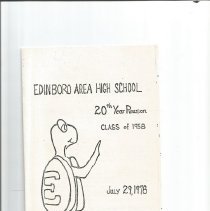 EDINBORO AREA HIGH SCHOOL
20th Year Reunion
CLASS of 1958
E
July 29, 1978